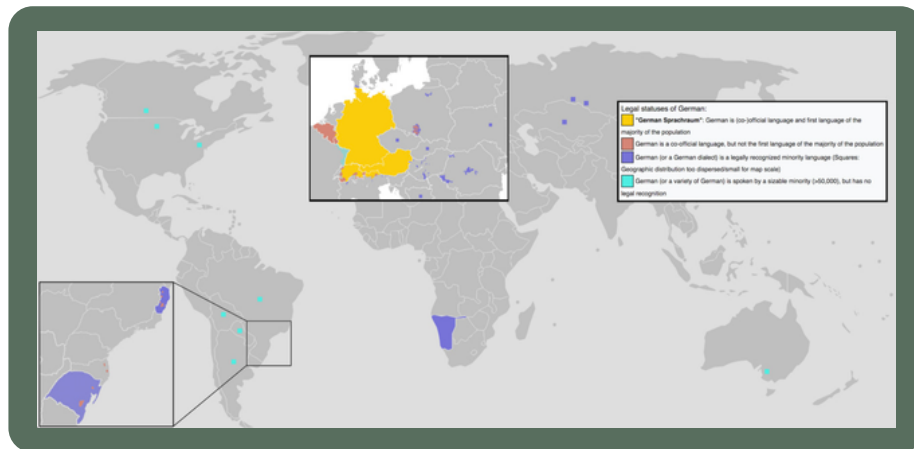 Legal statuses of German:
"German Sprachraum": German is (co-)official language and first language of the
majority of the population
German is a co-official language, but not the first language of the majority of the population
German (or a German dialect) is a legally recognized minority language (Squares:
Geographic distribution too dispersed/small for map scale)
German (or a variety of German) is spoken by a sizable minority (>50,000), but has no
legal recognition